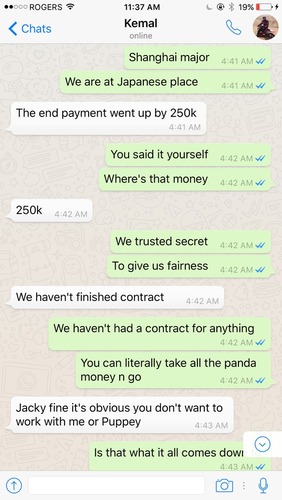 ROGERS 11:37 AM 19%
Chats
Kemal
online
Shanghai major 4:41 AM
We are at Japanese place 4:41 AM
The end payment went up by 250k
4:41 AM
You said it yourself 4:42 AM
Where's that money 4:42 AM
250k 4:42 AM
We trusted secret 4:42 AM
To give us fairness 4:42 AM
We haven't finished contract 4:42 AM
We haven't had a contract for anything
4:42 AM
You can literally take all the panda
money n go 4:42 AM
Jacky fine it's obvious you don't want to
work with me or Puppey 4:43 AM
Is that what it all comes down
4:43 AM